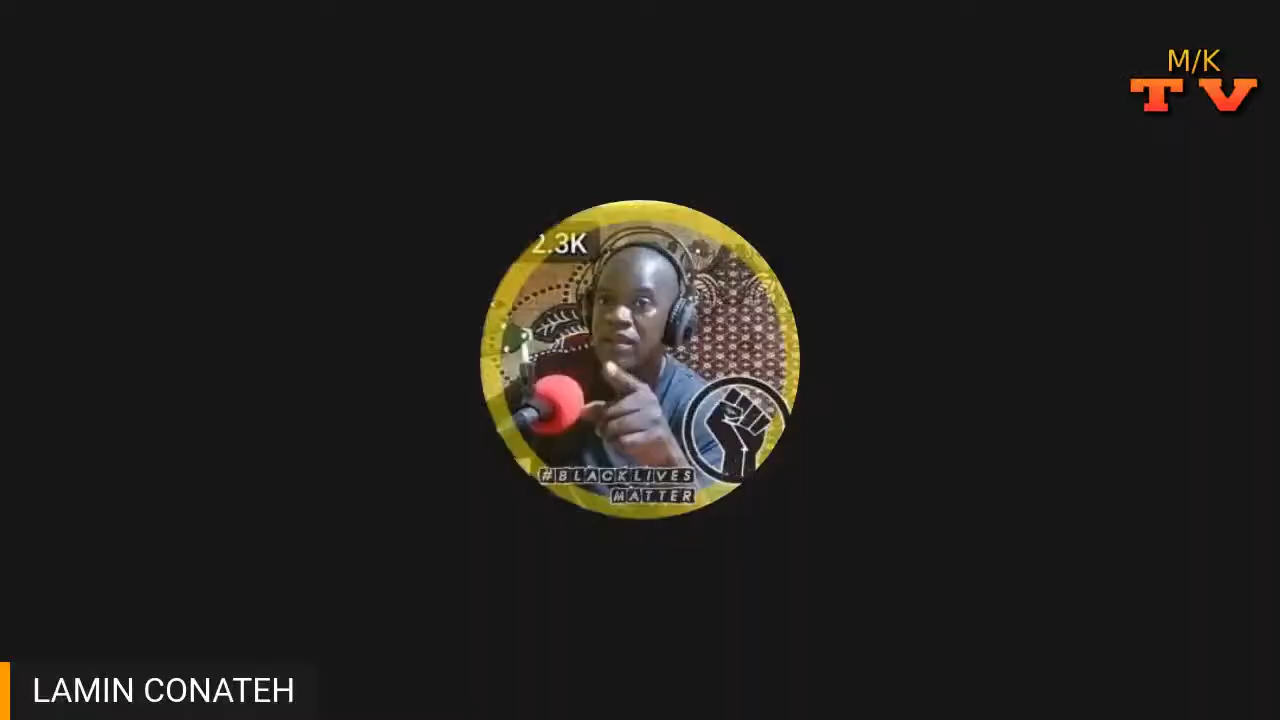 M/K
TV
2.3K
#BLACKLIVES
MATTER
LAMIN CONATEH